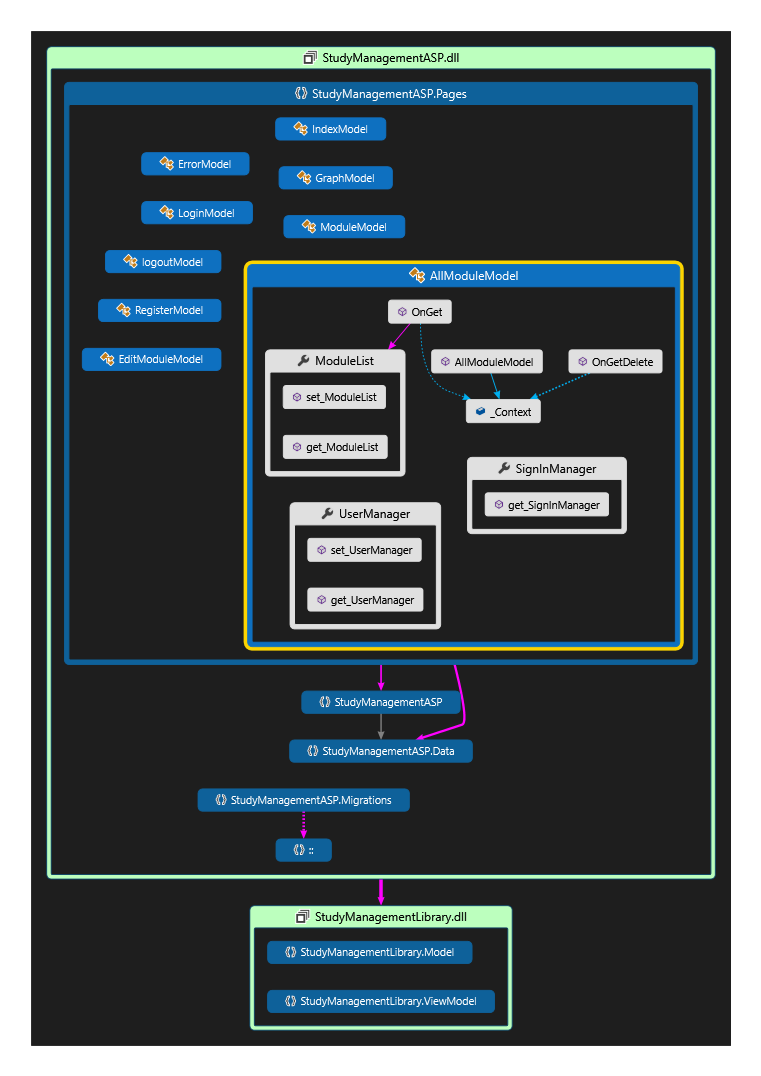 StudyManagementASP.dll
StudyManagementASP.Pages
IndexModel
ErrorModel
GraphModel
LoginModel
ModuleModel
logoutModel
AllModuleModel
RegisterModel
OnGet
EditModuleModel
ModuleList
AllModuleModel
OnGetDelete
set_ModuleList
_Context
get_ModuleList
SignInManager
get_SignInManager
UserManager
set_UserManager
get_UserManager
StudyManagementASP
StudyManagementASP.Data
StudyManagementASP.Migrations
::
StudyManagementLibrary.dll
StudyManagementLibrary.Model
StudyManagementLibrary.ViewModel